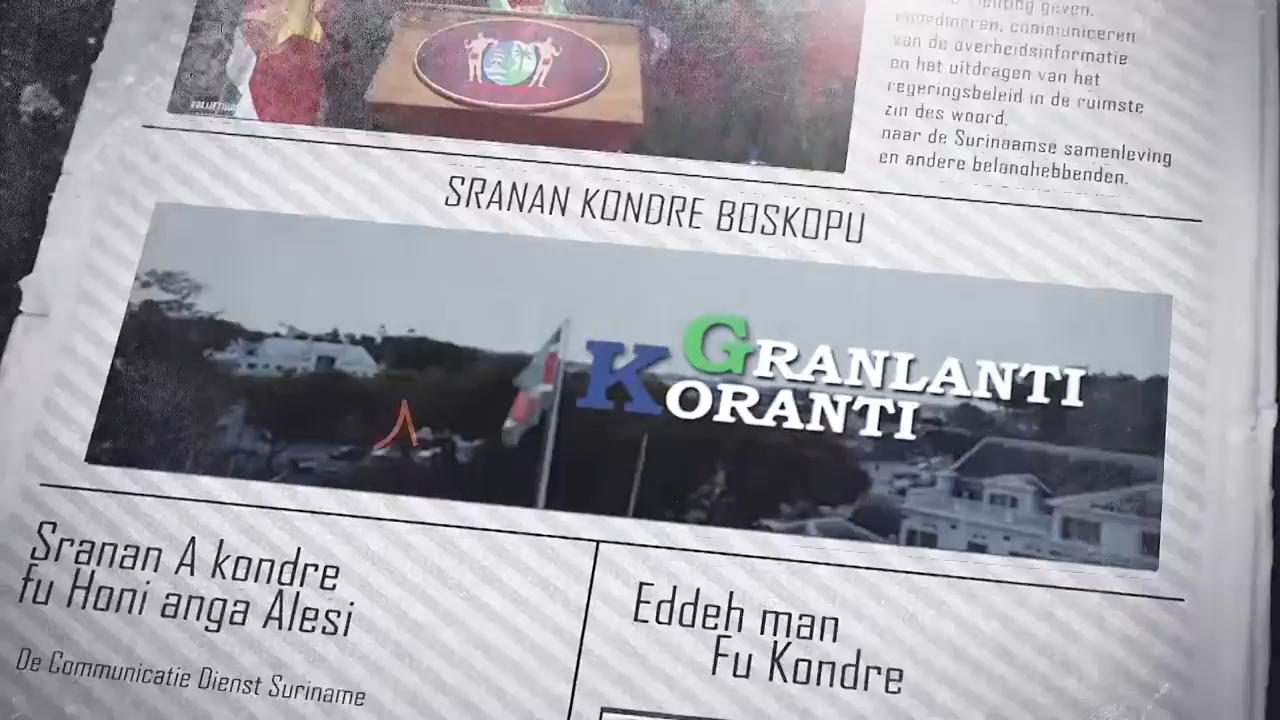 geven.
communiceren
van de overheidsinformatie
en het uitdragen van het
regeringsbeleid in de ruimste
zin des woord,
naar de Surinaamse samenleving
en andere belanghebbenden.
SRANAN KONDRE BOSKOPU
GRANLANTI
KORANTI
Sranan A kondre
fu Honi anga Alesi
De Communicatie Dienst Suriname
Eddeh man
Fu Kondre